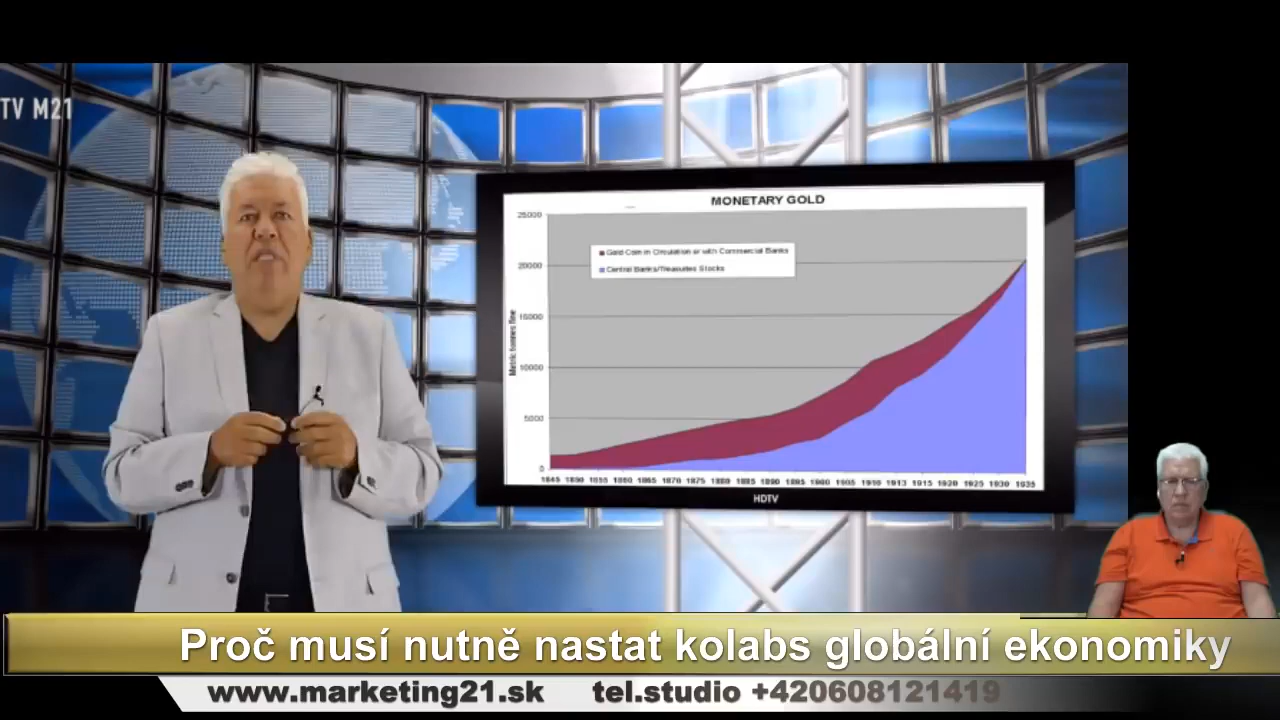 TV M21
MONETARY GOLD
25000
Gold Coin in Circulation or with Commercial Banks
20000
Central Banks/Treasuries Stocks
15000
Metric tonnes fine
10000
5000
0
1845 1850 1855 1860 1865 1870 1875 1880 1885 1890 1895 1900 1905 1910 1913 1915 1920 1925 1930 1935
HDTV
Proč musí nutně nastat kolabs globální ekonomiky
www.marketing21.sk tel.studio +420608121419